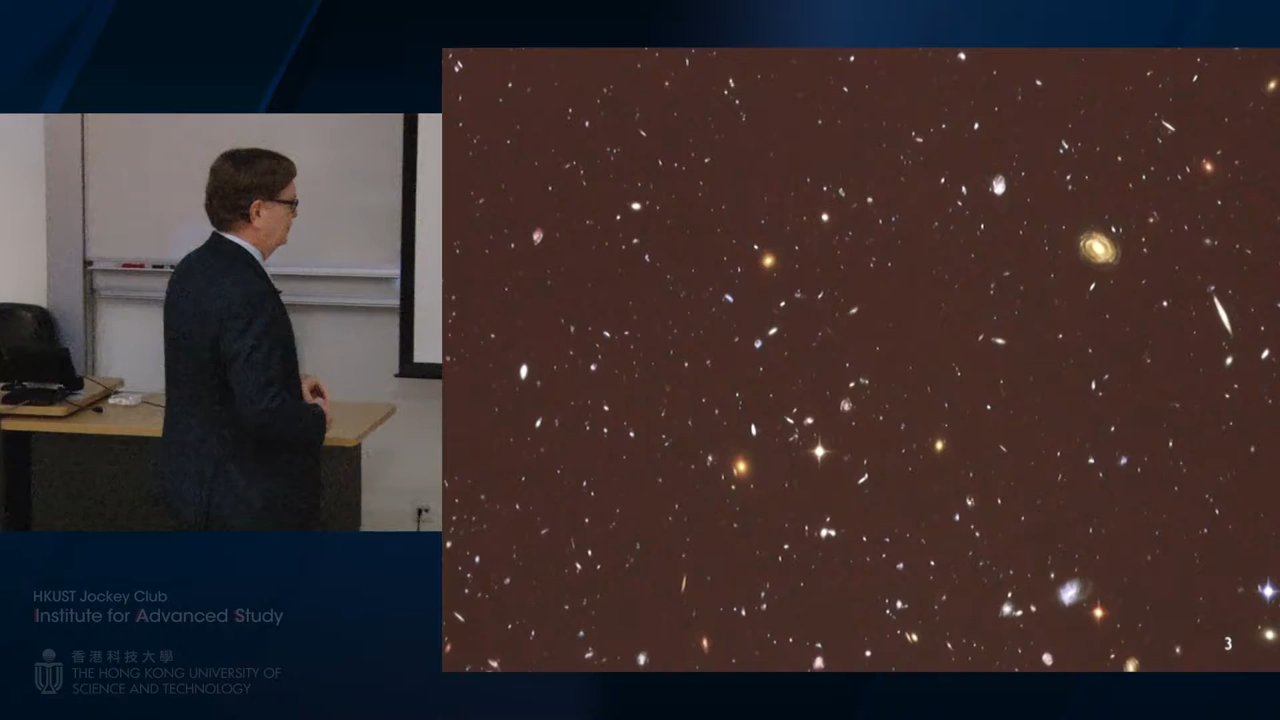 HKUST Jockey Club
Institute for Advanced Study
香港科技大學
THE HONG KONG UNIVERSITY OF
SCIENCE AND TECHNOLOGY
3